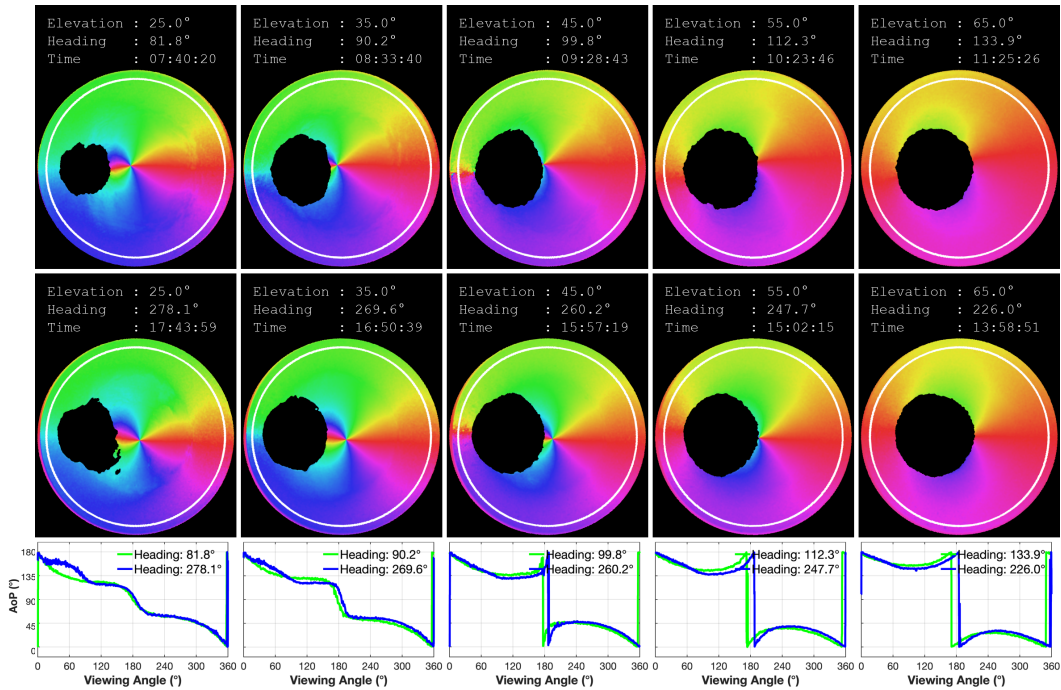 Elevation : 25.0°
Heading : 81.8°
Time : 07:40:20
Elevation : 35.0°
Heading : 90.2°
Time : 08:33:40
Elevation : 45.0°
Heading : 99.8°
Time : 09:28:43
Elevation : 55.0°
Heading : 112.3°
Time : 10:23:46
Elevation : 65.0°
Heading : 133.9°
Time : 11:25:26
Elevation : 25.0°
Heading : 278.1°
Time : 17:43:59
Elevation : 35.0°
Heading : 269.6°
Time : 16:50:39
Elevation : 45.0°
Heading : 260.2°
Time : 15:57:19
Elevation : 55.0°
Heading : 247.7°
Time : 15:02:15
Elevation : 65.0°
Heading : 226.0°
Time : 13:58:51
AoP (°)
180
135
90
45
0
Heading: 81.8°
Heading: 278.1°
0 60 120 180 240 300 360
Viewing Angle (°)
Heading: 90.2°
Heading: 269.6°
0 60 120 180 240 300 360
Viewing Angle (°)
Heading: 99.8°
Heading: 260.2°
0 60 120 180 240 300 360
Viewing Angle (°)
Heading: 112.3°
Heading: 247.7°
0 60 120 180 240 300 360
Viewing Angle (°)
Heading: 133.9°
Heading: 226.0°
0 60 120 180 240 300 360
Viewing Angle (°)